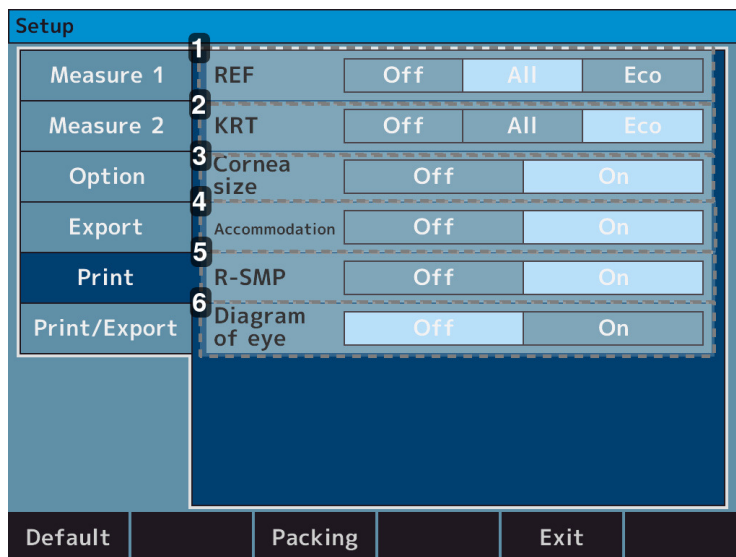 Setup
Measure 1
Measure 2
Option
Export
Print
Print/Export
1
REF Off All Eco
2
KRT Off All Eco
3
Cornea
size Off On
4
Accommodation Off On
5
R-SMP Off On
6
Diagram
of eye Off On
Default Packing Exit